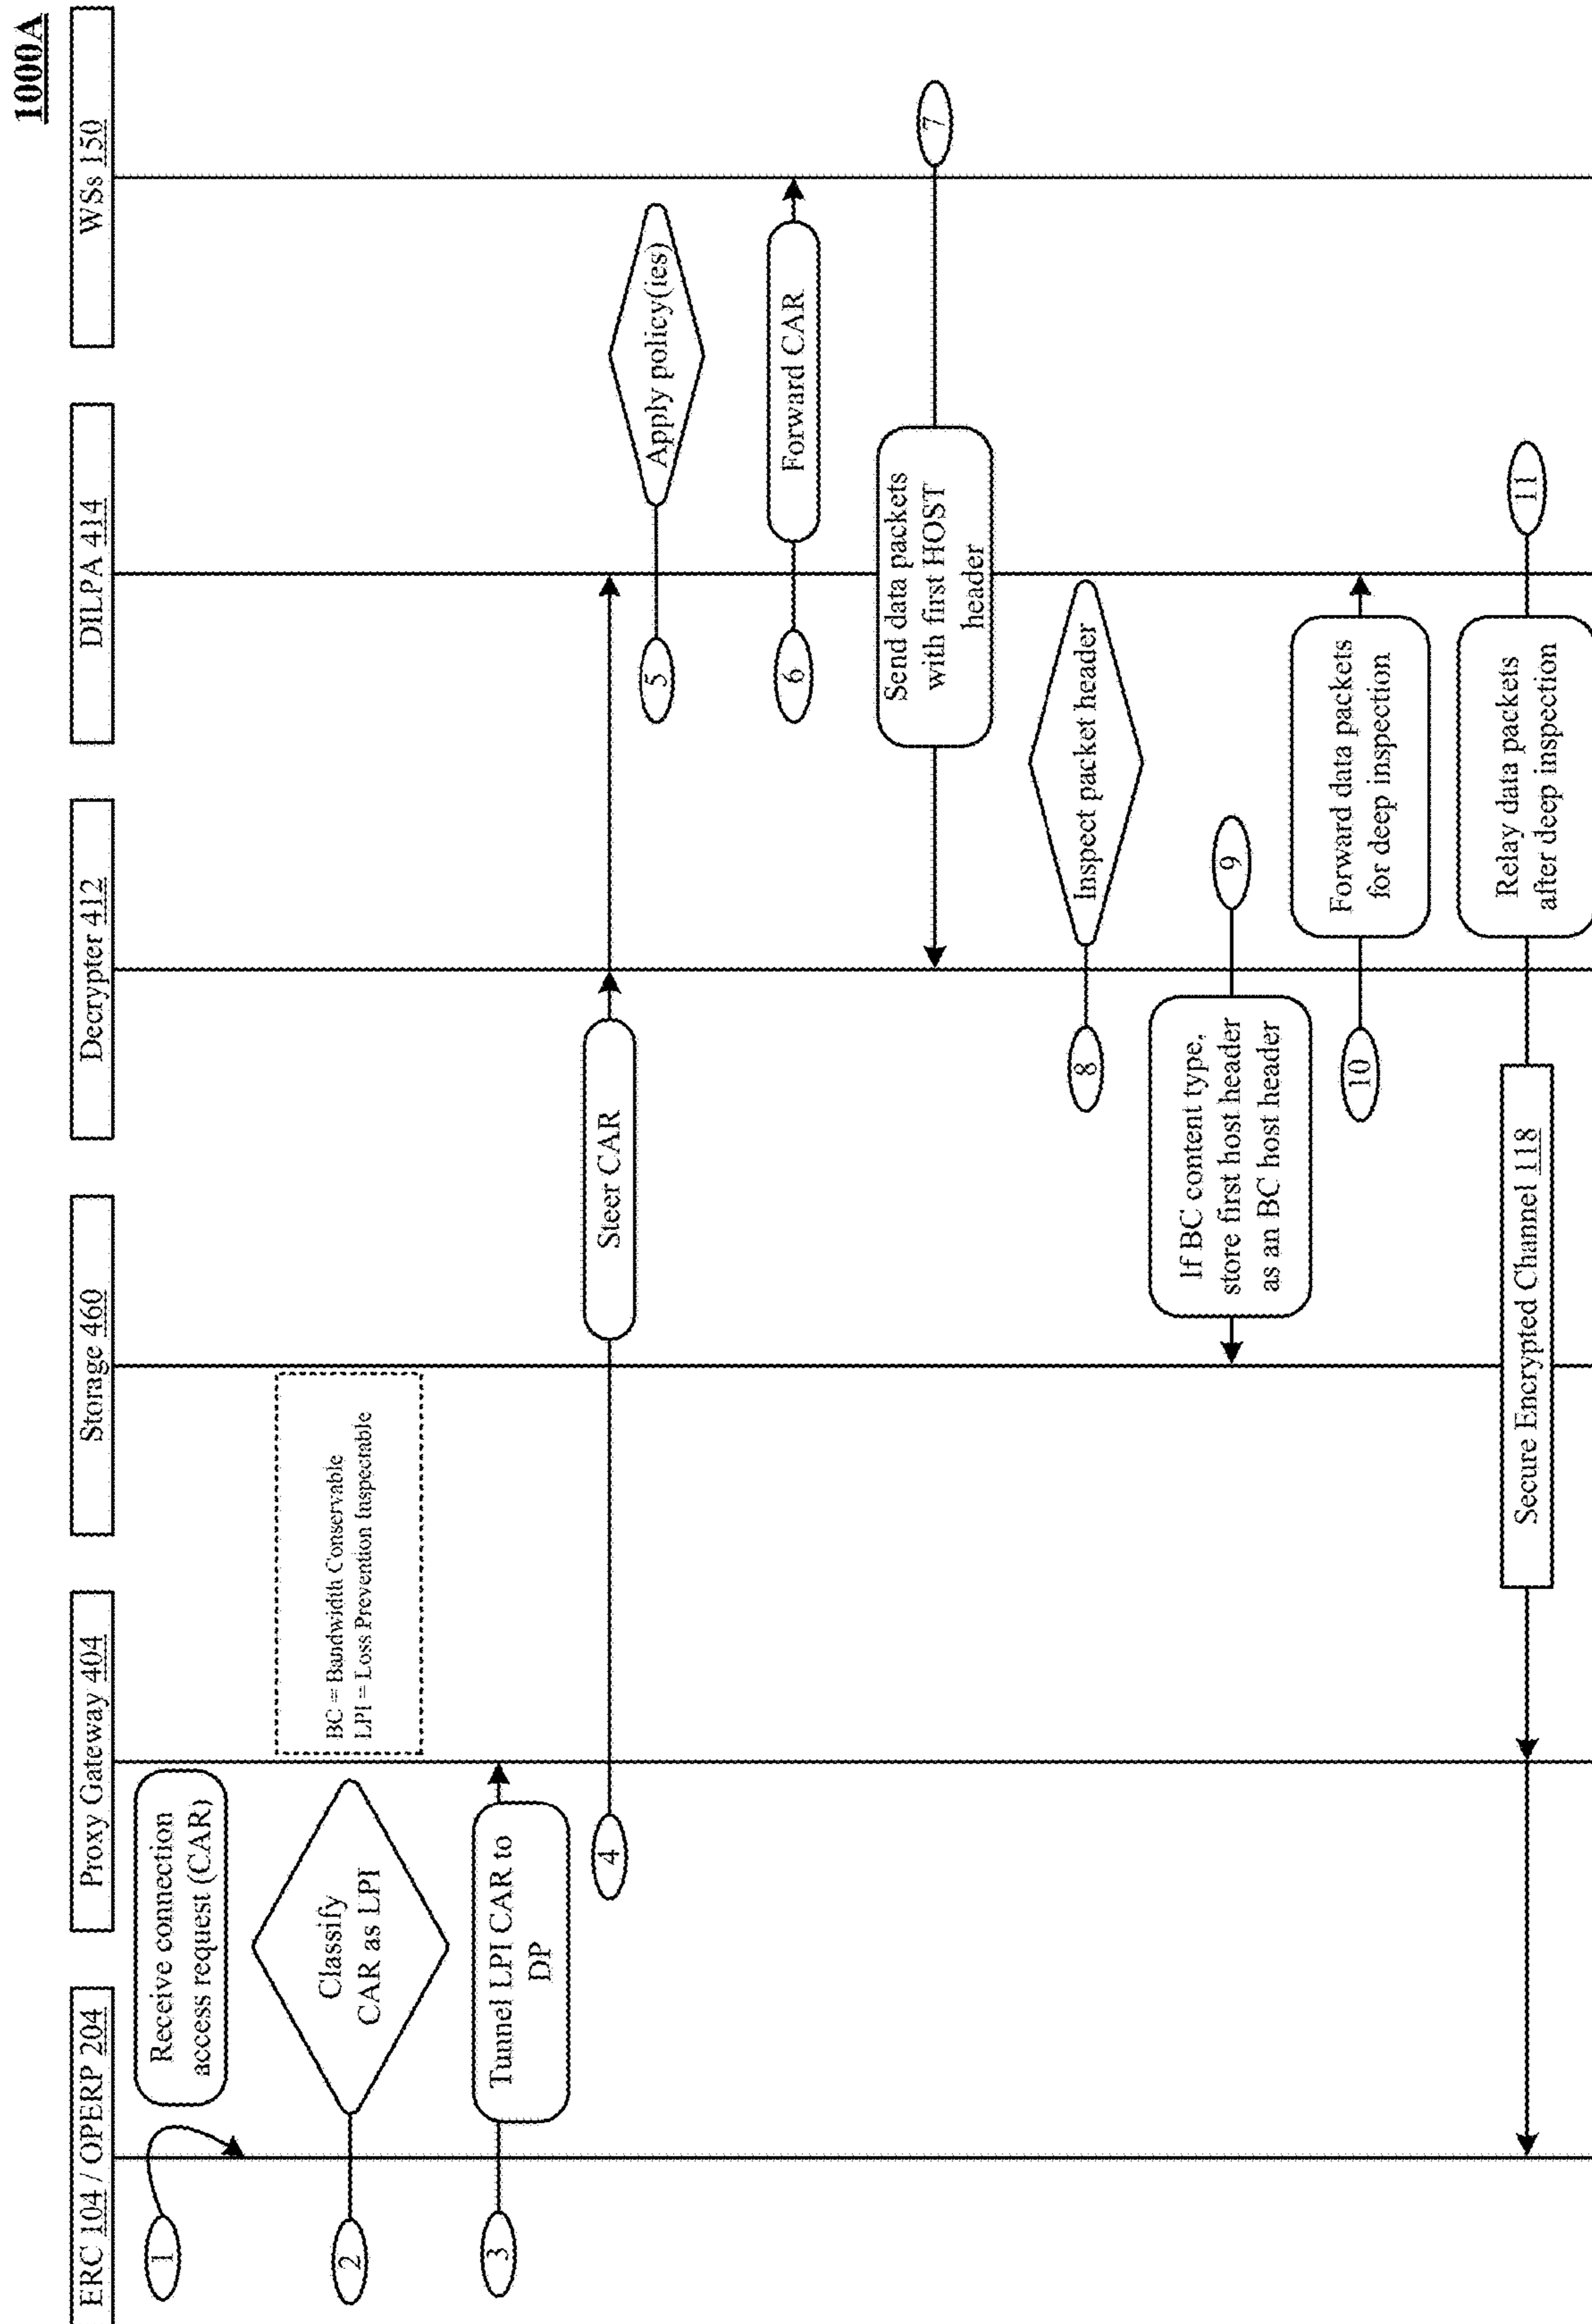 1000A
ERC 104 / OPERP 204
Proxy Gateway 404
Storage 460
Decrypter 412
DILPA 414
WSs 150
1
Receive connection
access request (CAR)
2
Classify
CAR as LPI
BC = Bandwidth Conservable
LPI = Loss Prevention Inspectable
3
Tunnel LPI CAR to
DP
4
Steer CAR
5
Apply policy(ies)
6
Forward CAR
7
Send data packets
with first HOST
header
8
Inspect packet header
9
If BC content type,
store first host header
as an BC host header
10
Forward data packets
for deep inspection
11
Relay data packets
after deep inspection
Secure Encrypted Channel 118